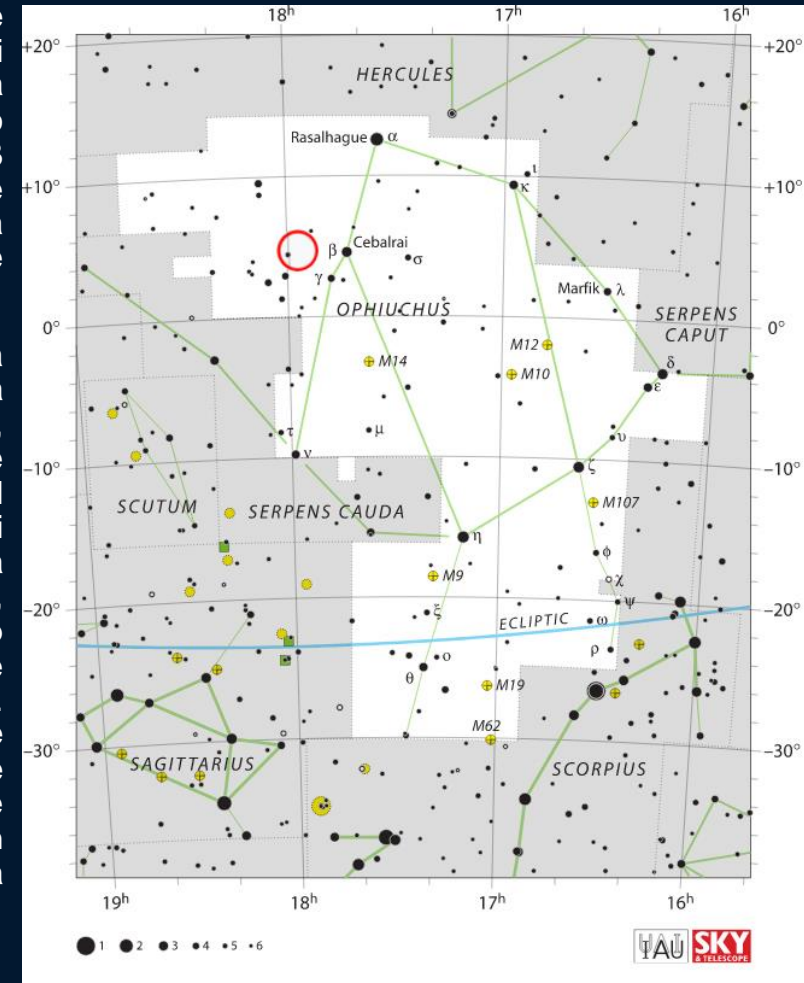 18h 17h 16h
+20° +20°
HERCULES
Rasalhague α
ι
+10° κ +10°
β Cebalrai
σ
γ
Marfik λ
OPHIUCHUS
SERPENS
CAPUT
0° 0°
M12
M14
M10
δ
ε
μ
τ
υ
ν
−10° ζ −10°
SCUTUM
SERPENS CAUDA
M107
η
φ
M9
χ
−20° ψ −20°
ξ
ECLIPTIC
ω
ρ
ο
θ
M19
M62
−30° −30°
SAGITTARIUS
SCORPIUS
19h 18h 17h 16h
1 2 3 4 5 6
IAU
SKY
& TELESCOPE